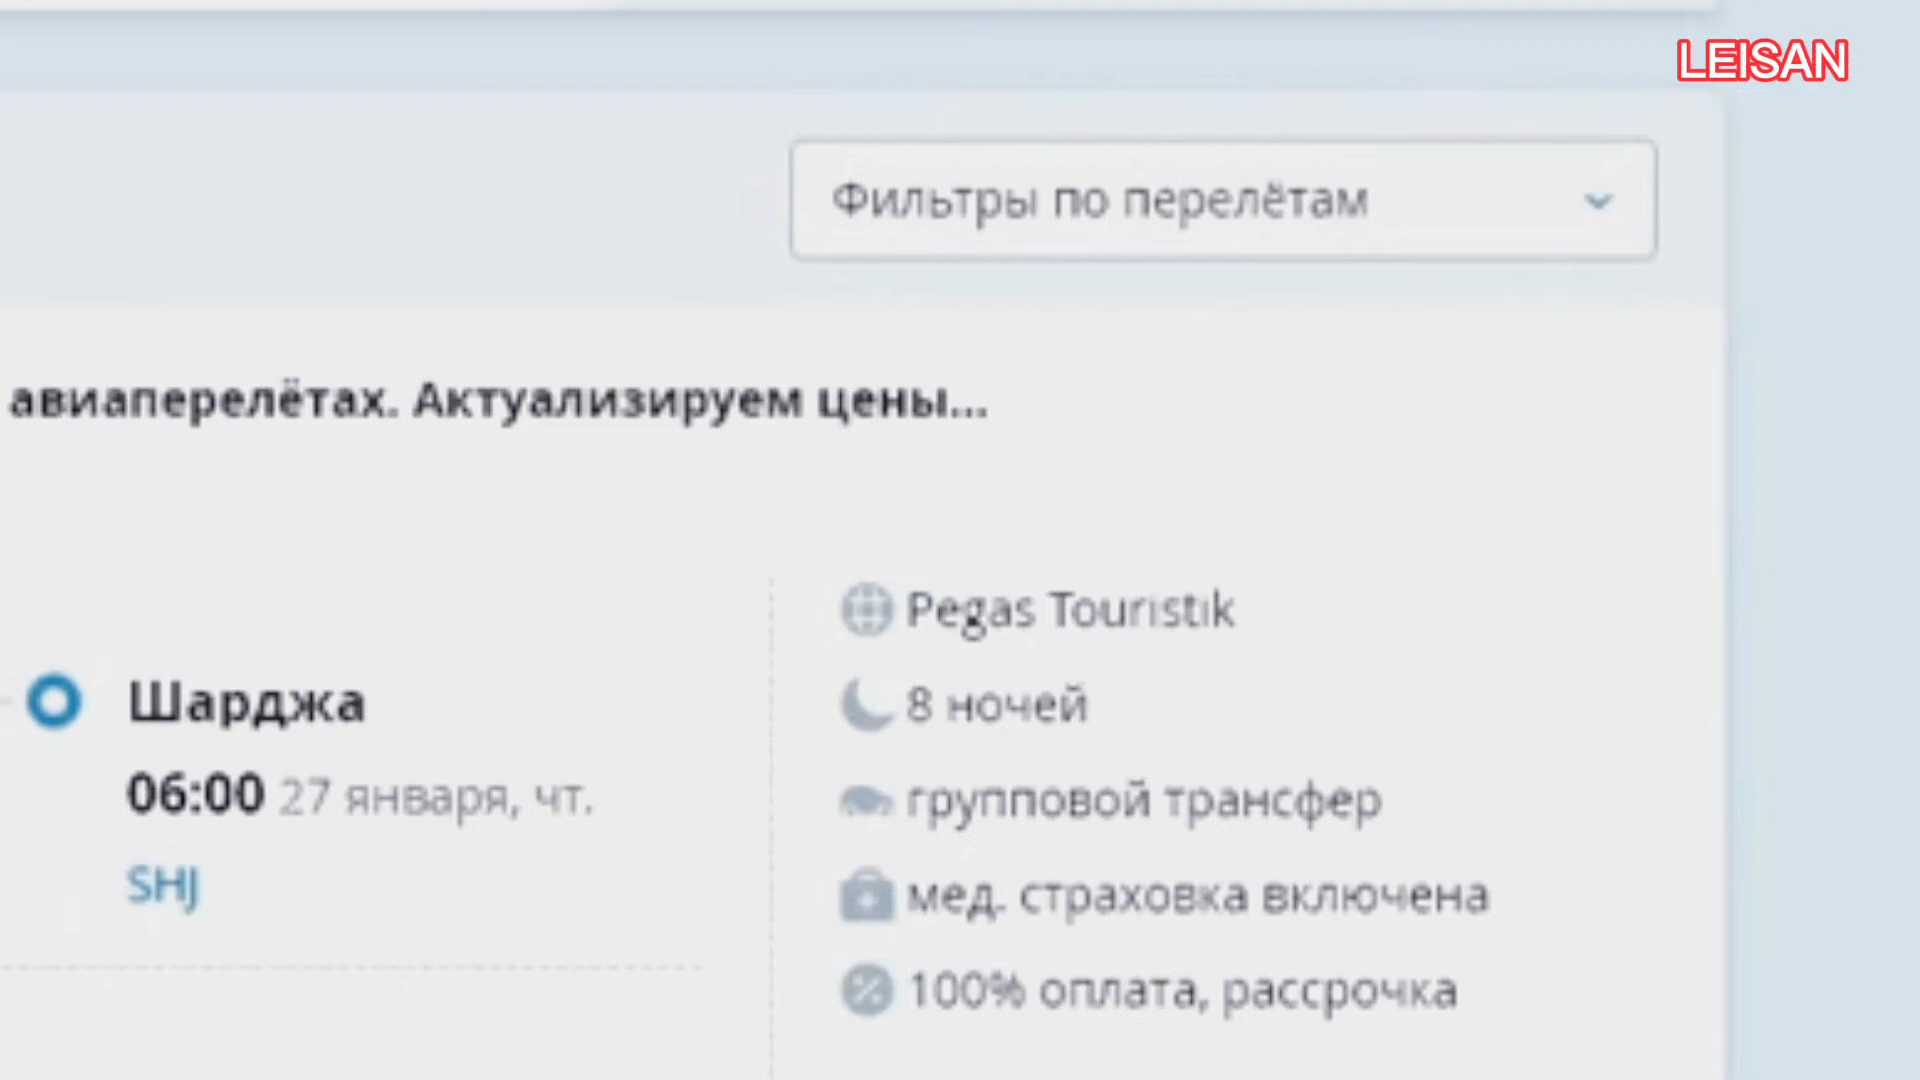 LEISAN
Фильтры по перелётам
авиаперелётах. Актуализируем цены...
Pegas Touristik
Шарджа
8 ночей
06:00 27 января, чт.
групповой трансфер
SHJ
мед. страховка включена
100% оплата, рассрочка